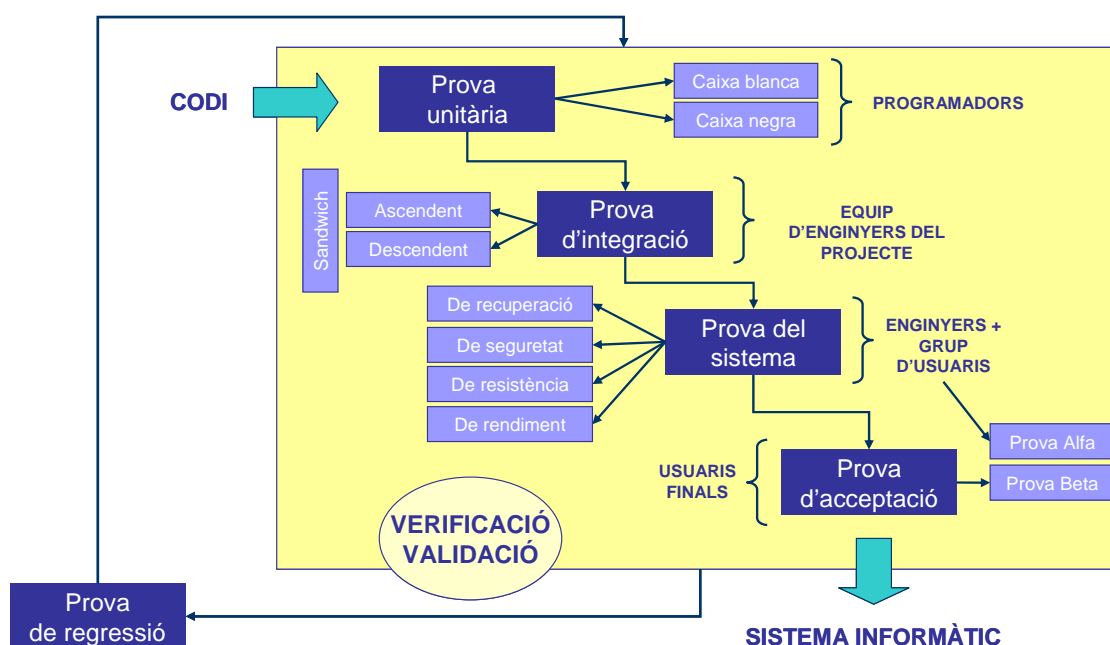 CODI
Prova
unitària
Caixa blanca
Caixa negra
PROGRAMADORS
Sandwich
Ascendent
Descendent
Prova
d’integració
EQUIP
D’ENGINYERS DEL
PROJECTE
De recuperació
De seguretat
De resistència
De rendiment
Prova del
sistema
ENGINYERS +
GRUP
D’USUARIS
USUARIS
FINALS
Prova
d’acceptació
Prova Alfa
Prova Beta
VERIFICACIÓ
VALIDACIÓ
Prova
de regressió
SISTEMA INFORMÀTIC